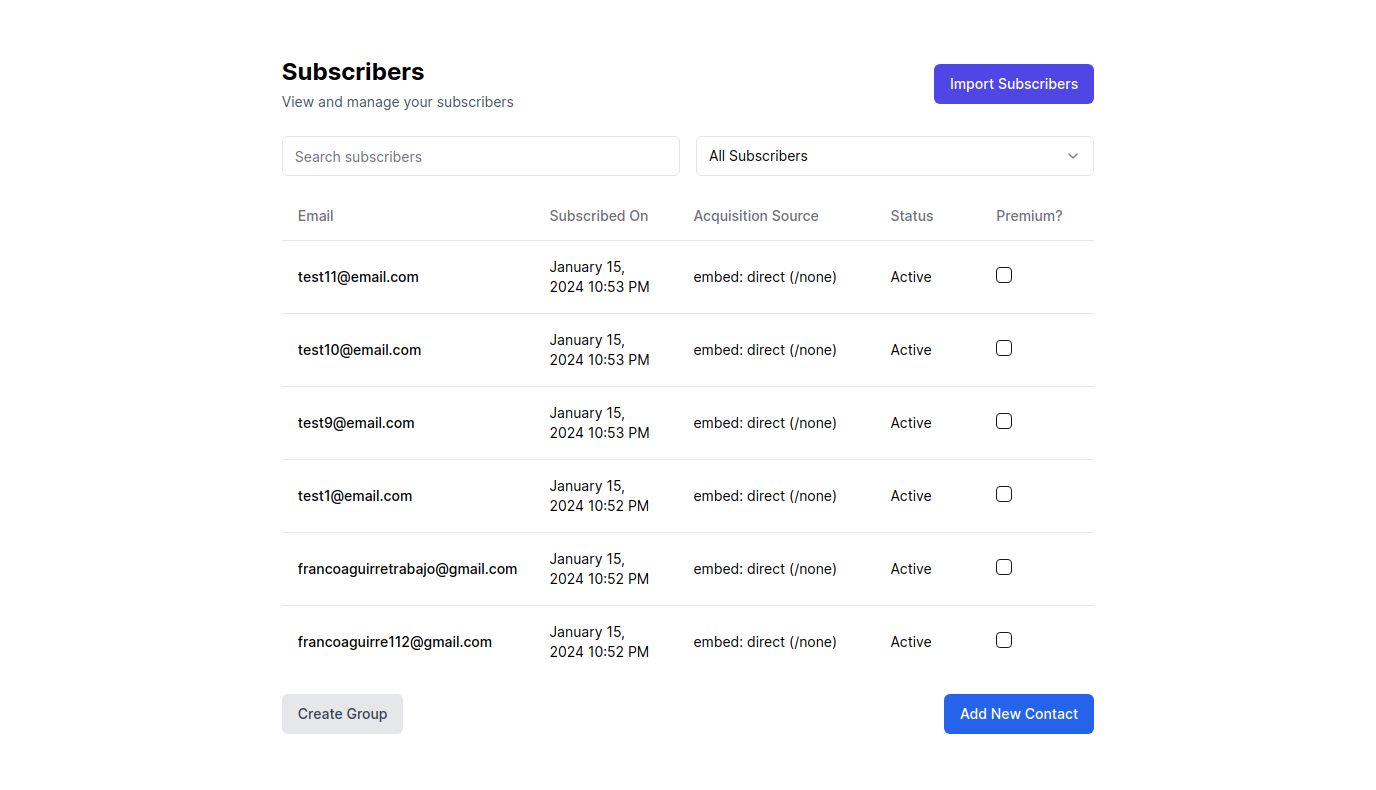 Subscribers
View and manage your subscribers
Import Subscribers
Search subscribers
All Subscribers
Email Subscribed On Acquisition Source Status Premium?
test11@email.com January 15, 2024 10:53 PM embed: direct (/none) Active
test10@email.com January 15, 2024 10:53 PM embed: direct (/none) Active
test9@email.com January 15, 2024 10:53 PM embed: direct (/none) Active
test1@email.com January 15, 2024 10:52 PM embed: direct (/none) Active
francoaguirretrabajo@gmail.com January 15, 2024 10:52 PM embed: direct (/none) Active
francoaguirre112@gmail.com January 15, 2024 10:52 PM embed: direct (/none) Active
Create Group
Add New Contact